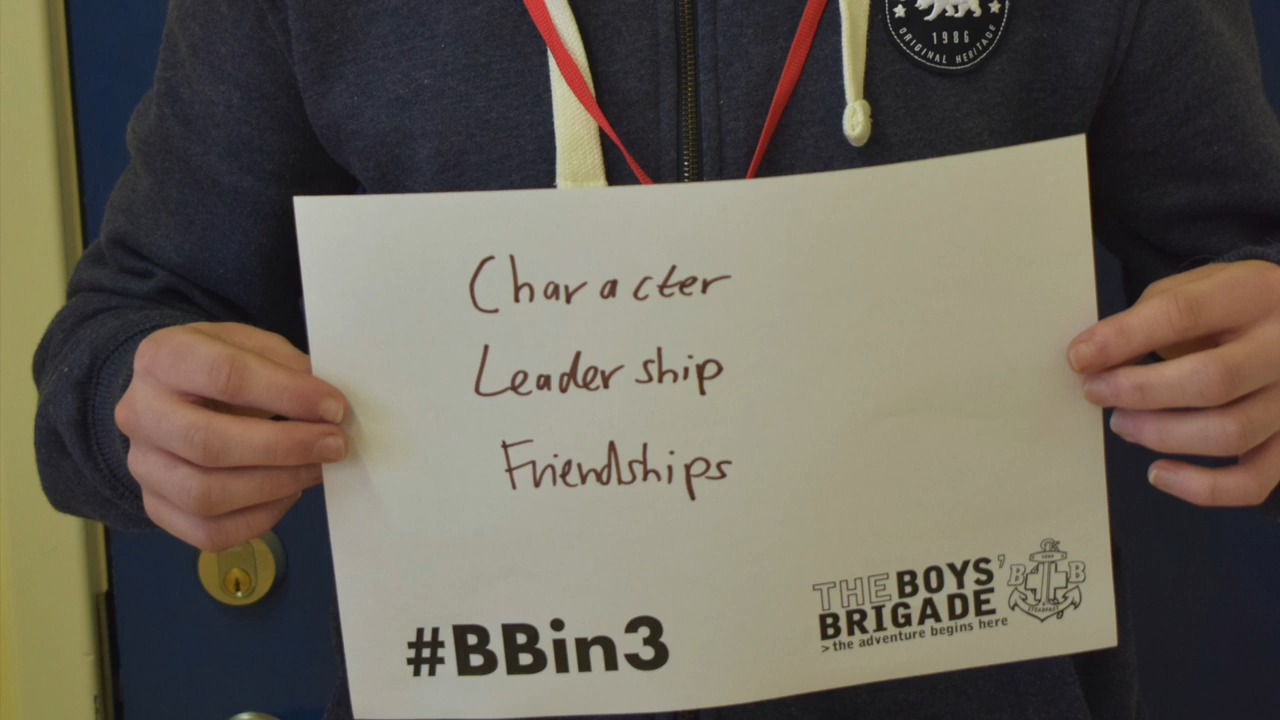 1986
ORIGINAL HERITAGE
Character
Leadership
Friendships
#BBin3
THE BOYS'
BRIGADE
>the adventure begins here
B B